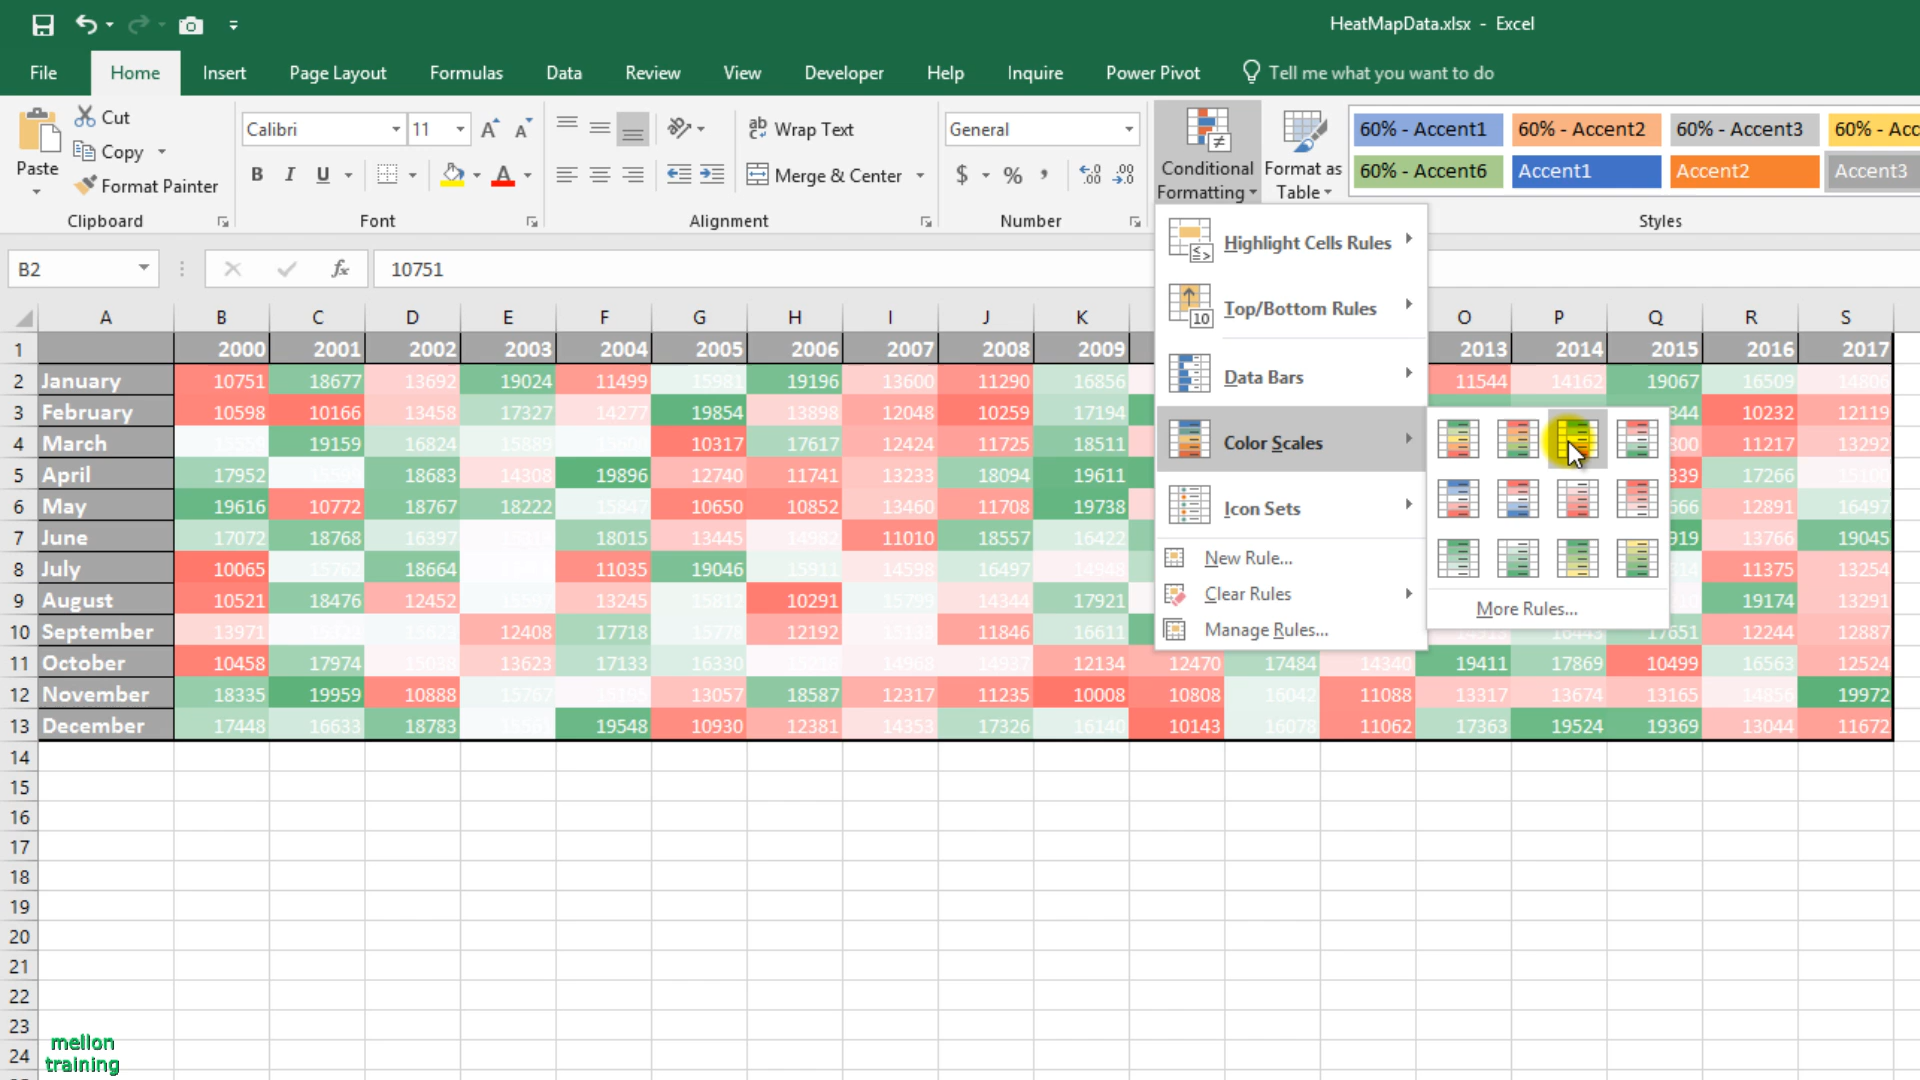 HeatMapData.xlsx - Excel
File Home Insert Page Layout Formulas Data Review View Developer Help Inquire Power Pivot Tell me what you want to do
Paste
Cut
Copy
Format Painter
Clipboard
Calibri 11
B I U
Font
Wrap Text
Merge & Center
Alignment
General
$ % ,
Number
Conditional Formatting
Format as Table
60% - Accent1 60% - Accent2 60% - Accent3 60% - Acc
60% - Accent6 Accent1 Accent2 Accent3
Styles
B2 fx 10751
Highlight Cells Rules
Top/Bottom Rules
Data Bars
Color Scales
Icon Sets
New Rule...
Clear Rules
Manage Rules...
More Rules...
A B C D E F G H I J K O P Q R S
1 2000 2001 2002 2003 2004 2005 2006 2007 2008 2009 2013 2014 2015 2016 2017
2 January 10751 18677 13692 19024 11499 15981 19196 13600 11290 16856 11544 14162 19067 16509 14806
3 February 10598 10166 13458 17327 14277 19854 13898 12048 10259 17194 844 10232 12119
4 March 19159 16824 15889 10317 17617 12424 11725 18511 300 11217 13292
5 April 17952 18683 14308 19896 12740 11741 13233 18094 19611 339 17266 15100
6 May 19616 10772 18767 18222 15847 10650 10852 13460 11708 19738 666 12891 16497
7 June 17072 18768 16397 18015 13445 14982 11010 18557 16422 919 13766 19045
8 July 10065 15762 18664 11035 19046 15911 14598 16497 14948 11375 13254
9 August 10521 18476 12452 13245 15812 10291 15799 14344 17921 19174 13291
10 September 13971 12408 17718 15778 12192 11846 16611 17651 12244 12887
11 October 10458 17974 15038 13623 17133 16330 14968 14937 12134 12470 17484 14340 19411 17869 10499 16563 12524
12 November 18335 19959 10888 15767 13057 18587 12317 11235 10008 10808 16042 11088 13317 13674 13165 14856 19972
13 December 17448 16633 18783 19548 10930 12381 14353 17326 16140 10143 16078 11062 17363 19524 19369 13044 11672
14
15
16
17
18
19
20
21
22
23
24
mellon
training